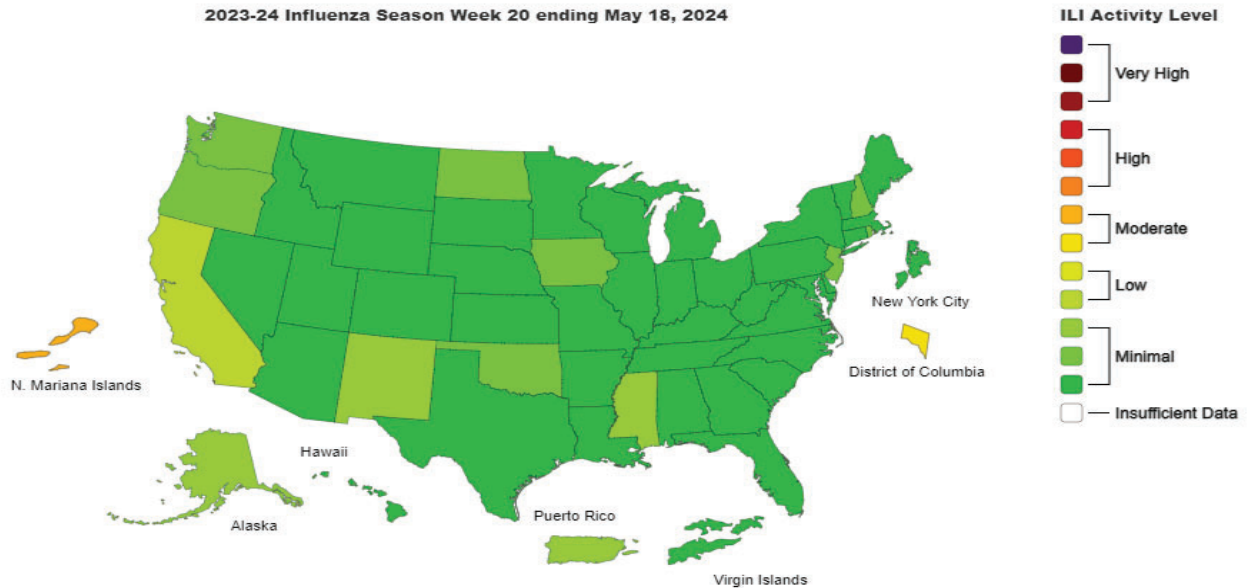 2023-24 Influenza Season Week 20 ending May 18, 2024
ILI Activity Level
Very High
High
Moderate
Low
Minimal
Insufficient Data
New York City
District of Columbia
N. Mariana Islands
Hawaii
Alaska
Puerto Rico
Virgin Islands